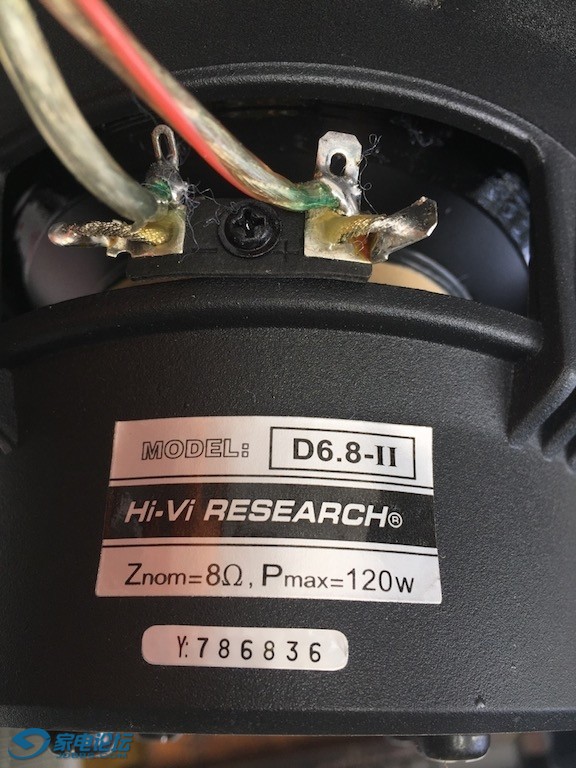 - +
MODEL: D6.8-II
Hi-Vi RESEARCH®
Znom=8Ω, Pmax=120W
Y:786836
家电论坛